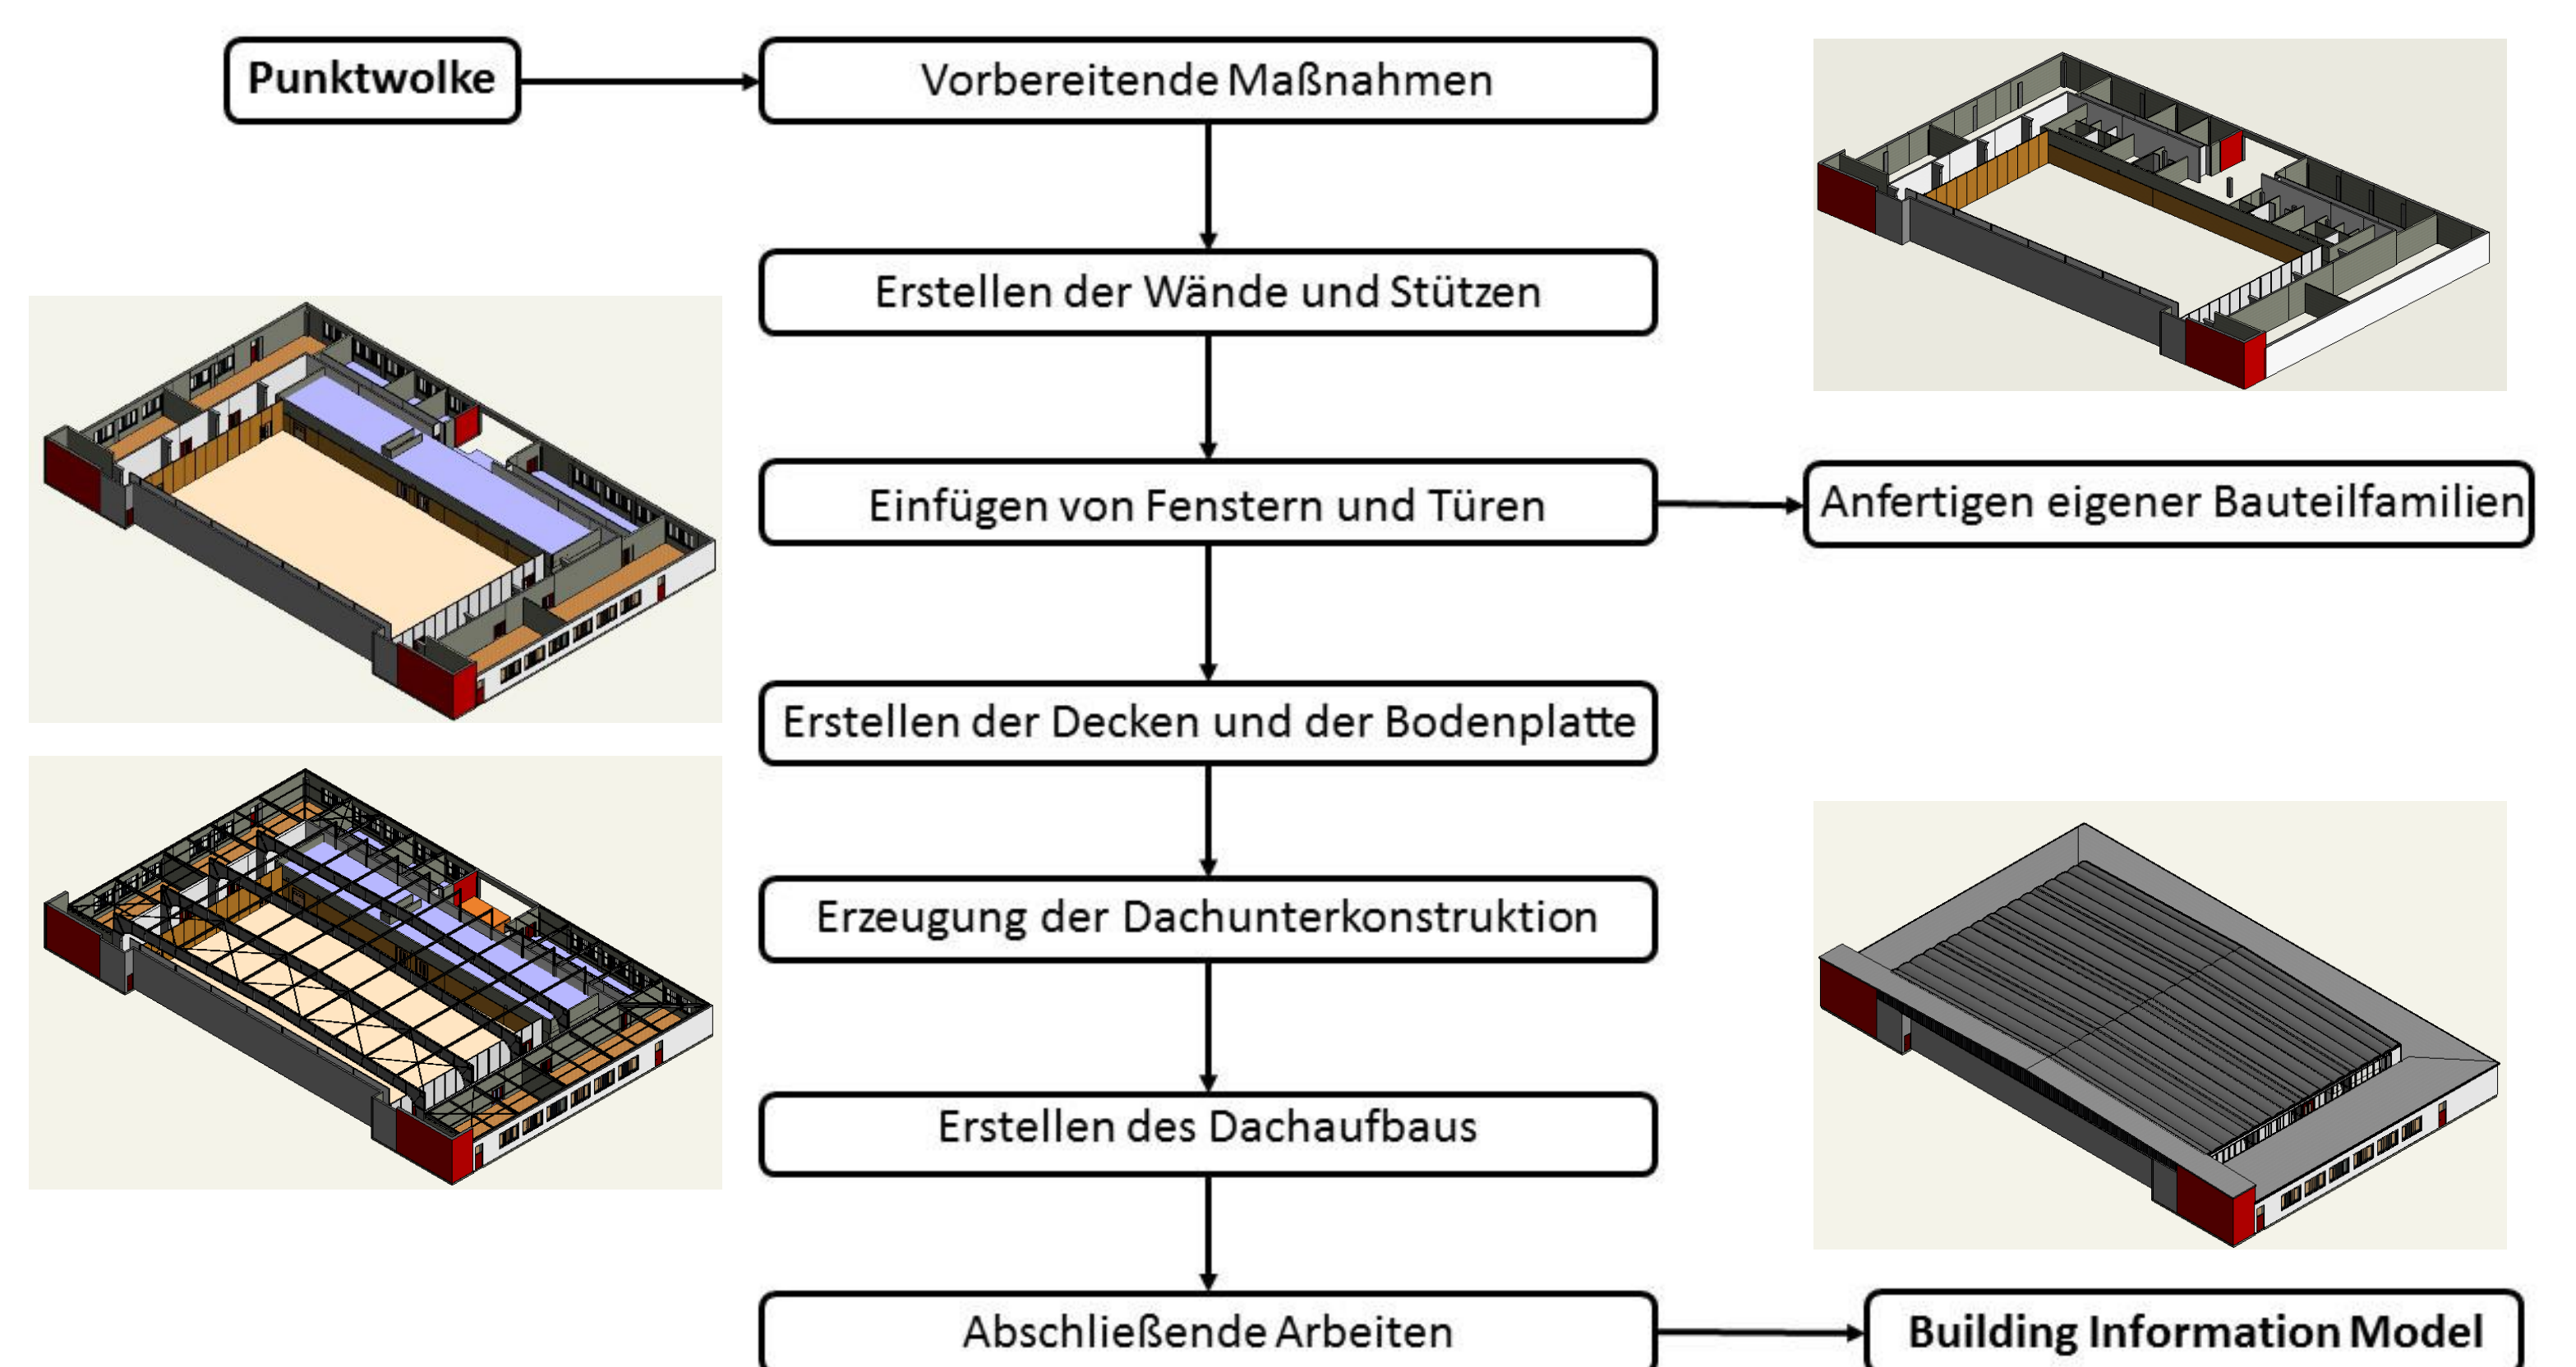 Punktwolke
Vorbereitende Maßnahmen
Erstellen der Wände und Stützen
Einfügen von Fenstern und Türen
Anfertigen eigener Bauteilfamilien
Erstellen der Decken und der Bodenplatte
Erzeugung der Dachunterkonstruktion
Erstellen des Dachaufbaus
Abschließende Arbeiten
Building Information Model